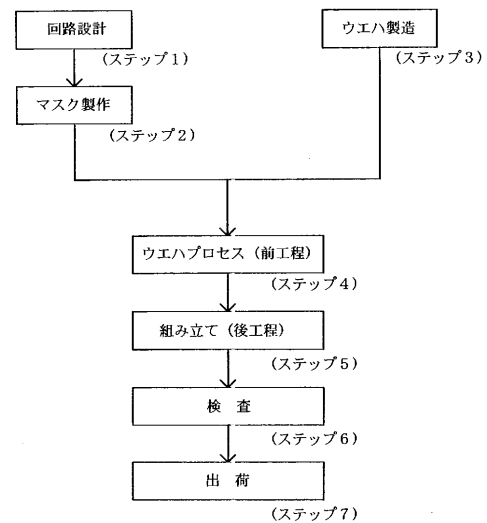 回路設計
(ステップ1)
ウエハ製造
(ステップ3)
マスク製作
(ステップ2)
ウエハプロセス (前工程)
(ステップ4)
組み立て (後工程)
(ステップ5)
検 査
(ステップ6)
出 荷
(ステップ7)